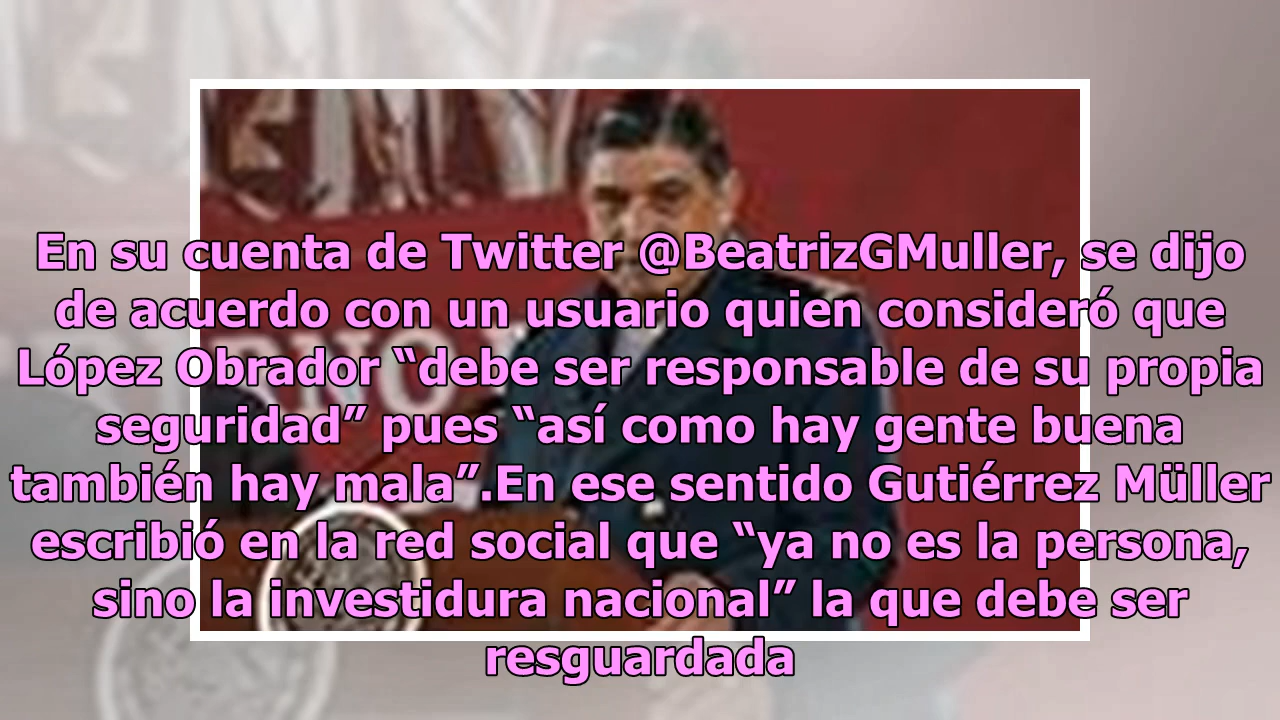 En su cuenta de Twitter @BeatrizGMuller, se dijo
de acuerdo con un usuario quien consideró que
López Obrador “debe ser responsable de su propia
seguridad” pues “así como hay gente buena
también hay mala”.En ese sentido Gutiérrez Müller
escribió en la red social que “ya no es la persona,
sino la investidura nacional” la que debe ser
resguardada